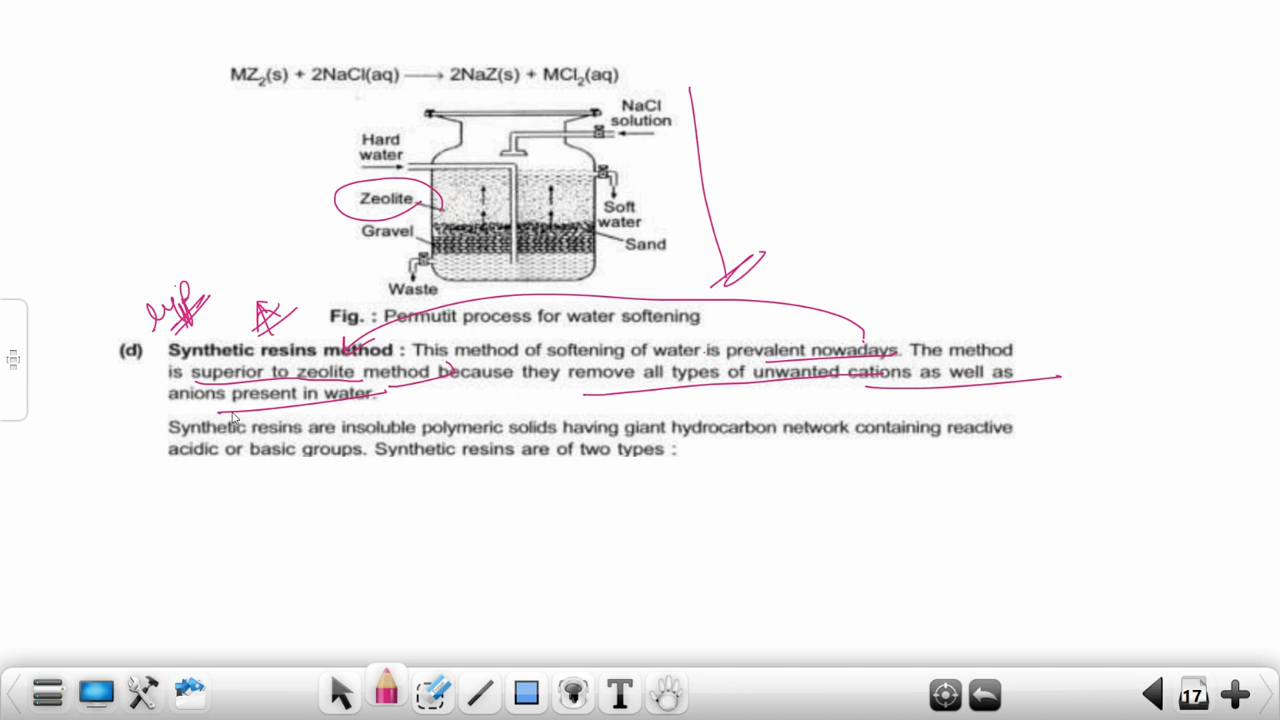 MZ₂(s) + 2NaCl(aq) ⟶ 2NaZ(s) + MCl₂(aq)
NaCl
solution
Hard
water
Zeolite
Soft
water
Gravel
Sand
Waste
Fig. : Permutit process for water softening
(d) Synthetic resins method : This method of softening of water is prevalent nowadays. The method
is superior to zeolite method because they remove all types of unwanted cations as well as
anions present in water.
Synthetic resins are insoluble polymeric solids having giant hydrocarbon network containing reactive
acidic or basic groups. Synthetic resins are of two types :
T
17